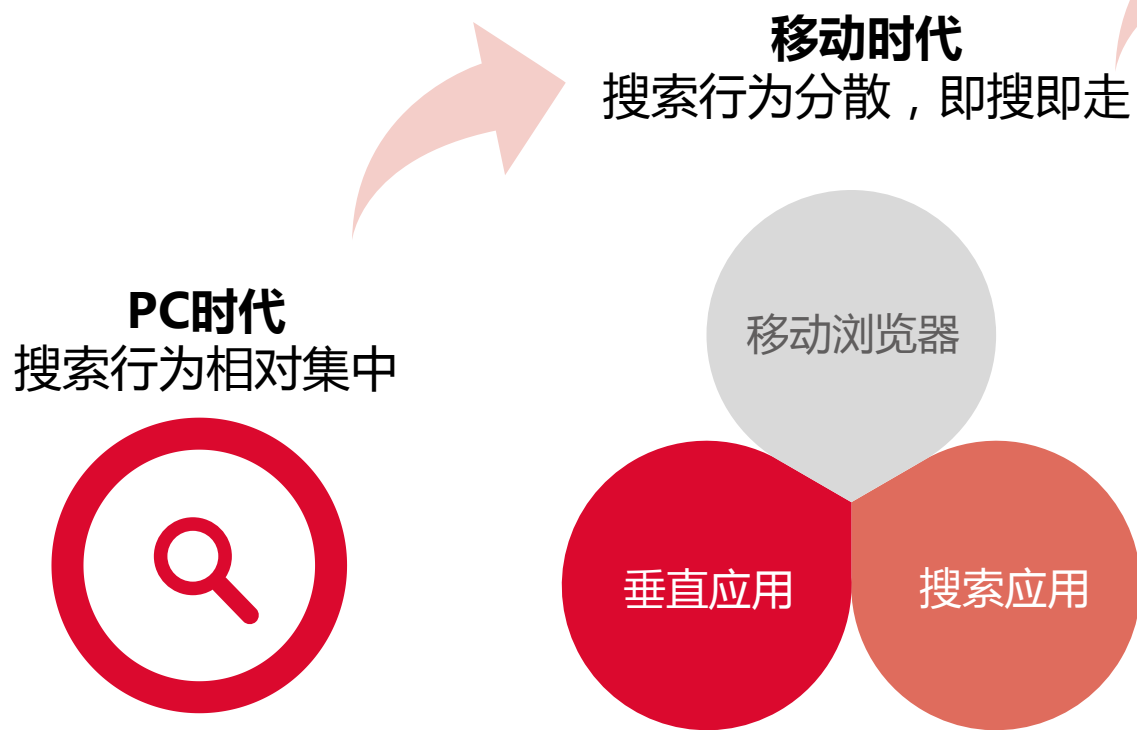 移动时代
搜索行为分散，即搜即走
PC时代
搜索行为相对集中
移动浏览器
垂直应用
搜索应用